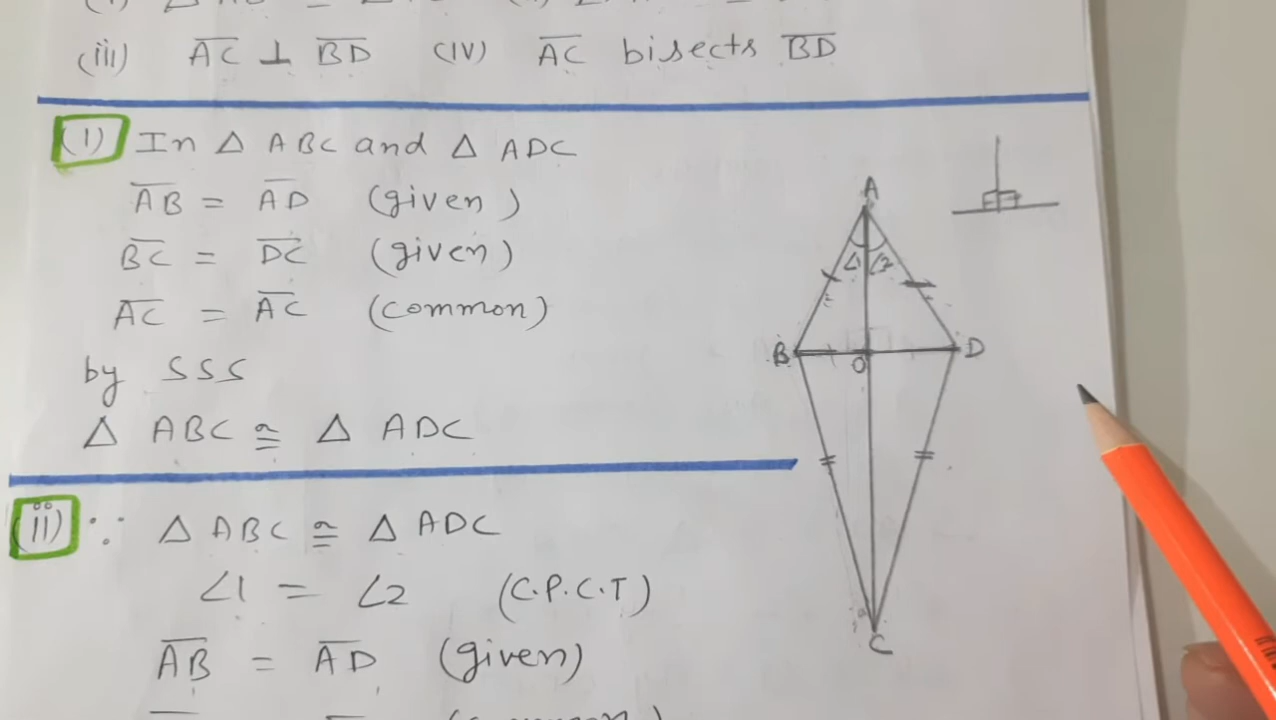 (iii) AC ⊥ BD (IV) AC bisects BD
(1) In △ ABC and △ ADC
AB = AD (given)
BC = DC (given)
AC = AC (common)
by SSS
△ ABC ≅ △ ADC
(ii) ∵ △ ABC ≅ △ ADC
∠1 = ∠2 (C.P.C.T)
AB = AD (given)
A
∠1 ∠2
B O D
C